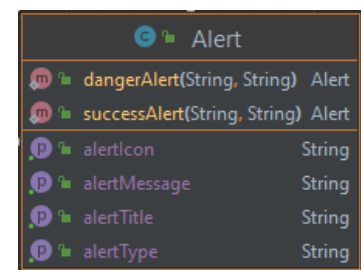 C Alert
m dangerAlert(String, String) Alert
m successAlert(String, String) Alert
p alertIcon String
p alertMessage String
p alertTitle String
p alertType String